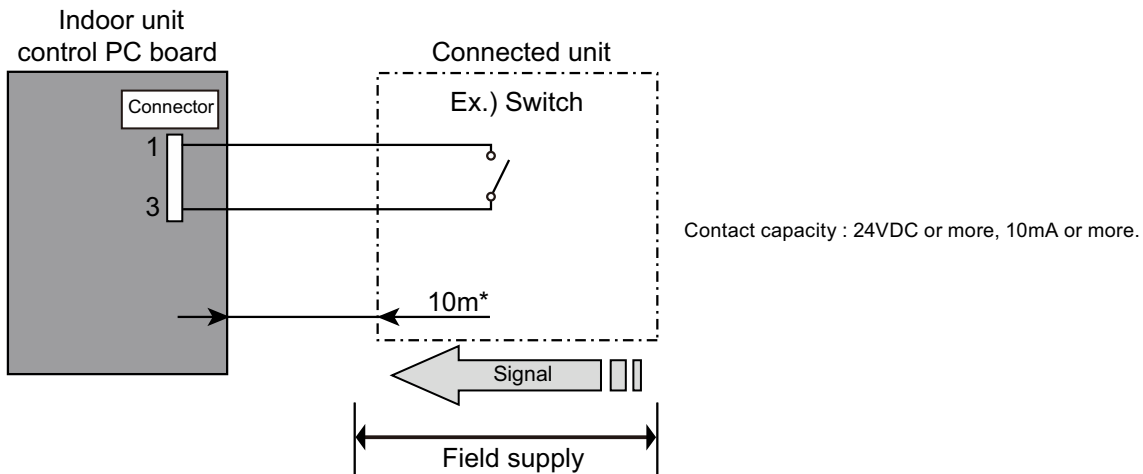 Indoor unit
control PC board
Connector
1
3
Connected unit
Ex.) Switch
10m*
Signal
Field supply
Contact capacity : 24VDC or more, 10mA or more.